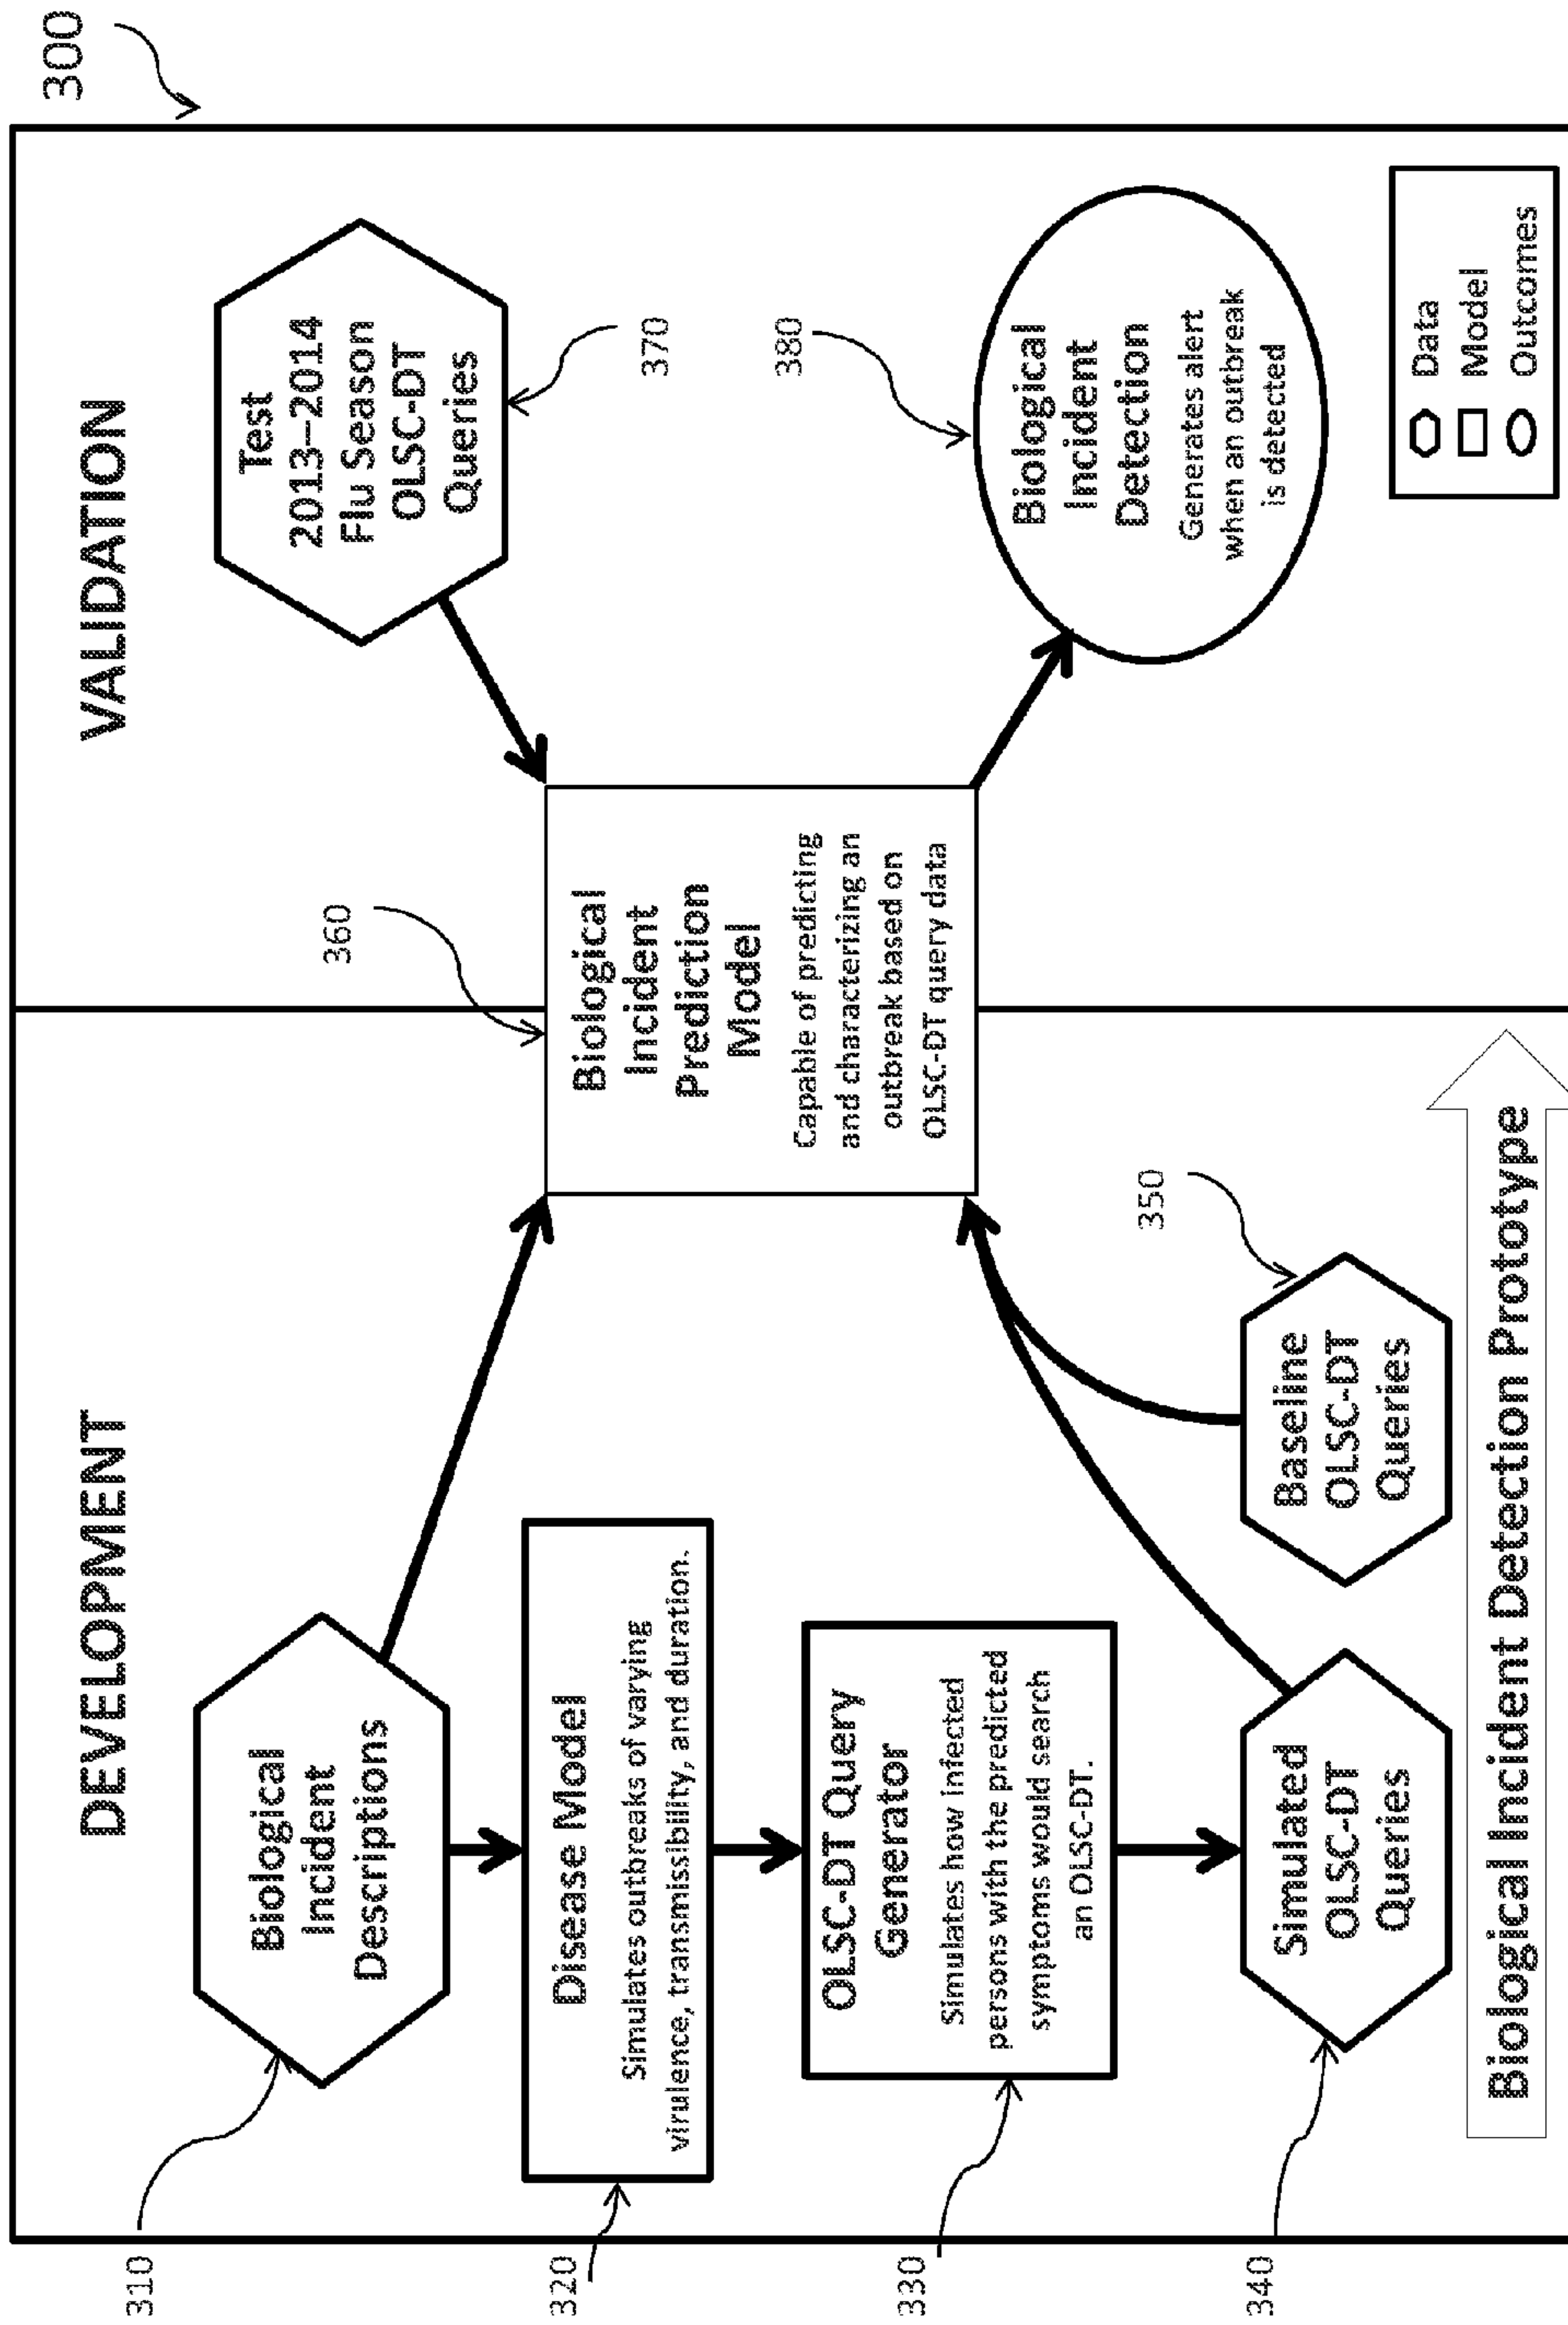 300
DEVELOPMENT
VALIDATION
310
Biological
Incident
Descriptions
320
Disease Model
Simulates outbreaks of varying
virulence, transmissibility, and duration.
330
OLSC-DT Query
Generator
Simulates how infected
persons with the predicted
symptoms would search
an OLSC-DT.
340
Simulated
OLSC-DT
Queries
350
Baseline
OLSC-DT
Queries
360
Biological
Incident
Prediction
Model
Capable of predicting
and characterizing an
outbreak based on
OLSC-DT query data
Test
2013–2014
Flu Season
OLSC-DT
Queries
370
380
Biological
Incident
Detection
Generates alert
when an outbreak
is detected
Data
Model
Outcomes
Biological Incident Detection Prototype